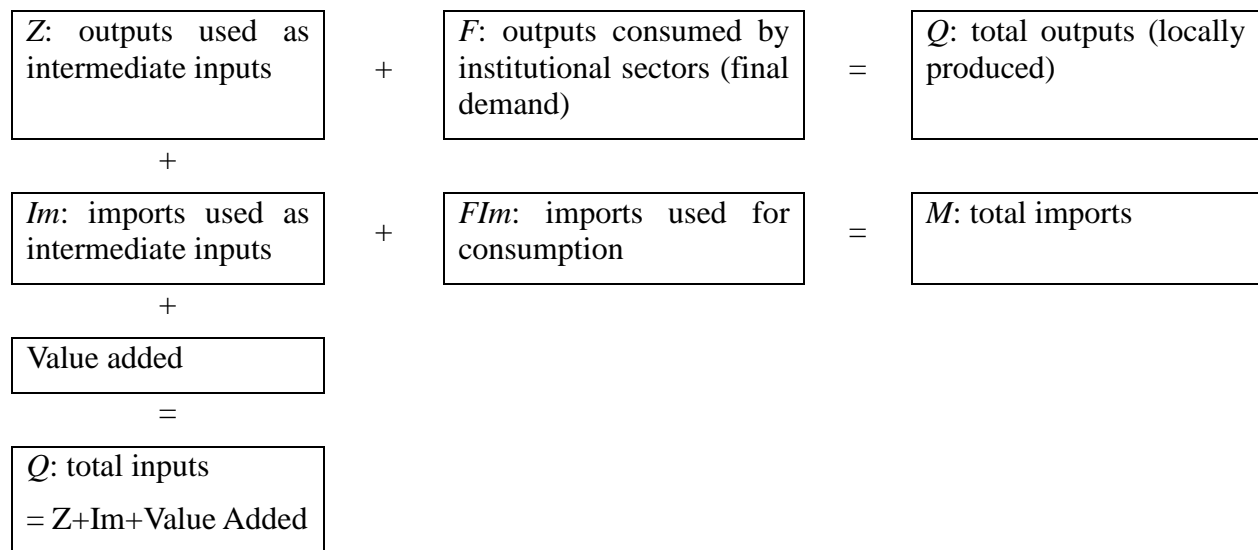 Z: outputs used as
intermediate inputs
+
F: outputs consumed by
institutional sectors (final
demand)
=
Q: total outputs (locally
produced)
+
Im: imports used as
intermediate inputs
+
FIm: imports used for
consumption
=
M: total imports
+
Value added
=
Q: total inputs
= Z+Im+Value Added